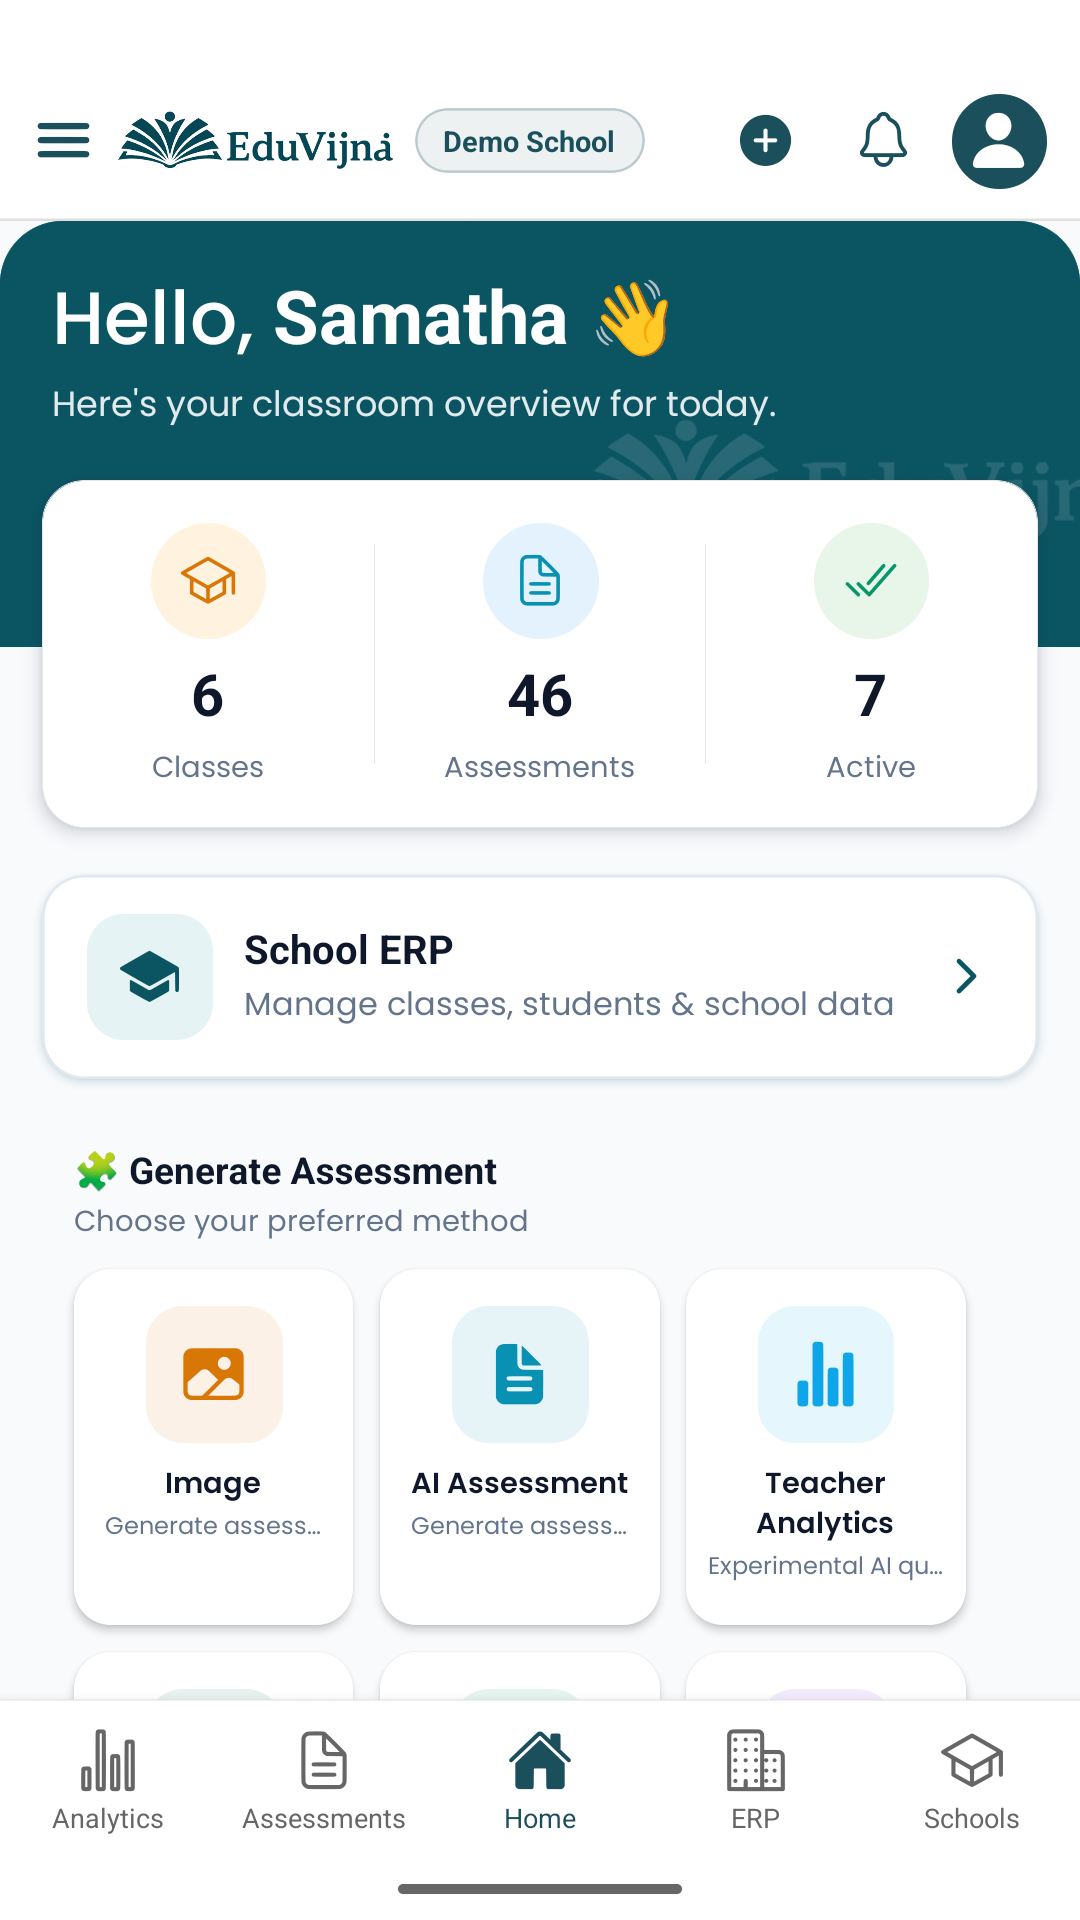 EduVijna
Demo School
Hello, Samatha 👋
Here's your classroom overview for today.
6
Classes
46
Assessments
7
Active
School ERP
Manage classes, students & school data
🧩 Generate Assessment
Choose your preferred method
Image
Generate assess...
AI Assessment
Generate assess...
Teacher
Analytics
Experimental AI qu...
Analytics
Assessments
Home
ERP
Schools